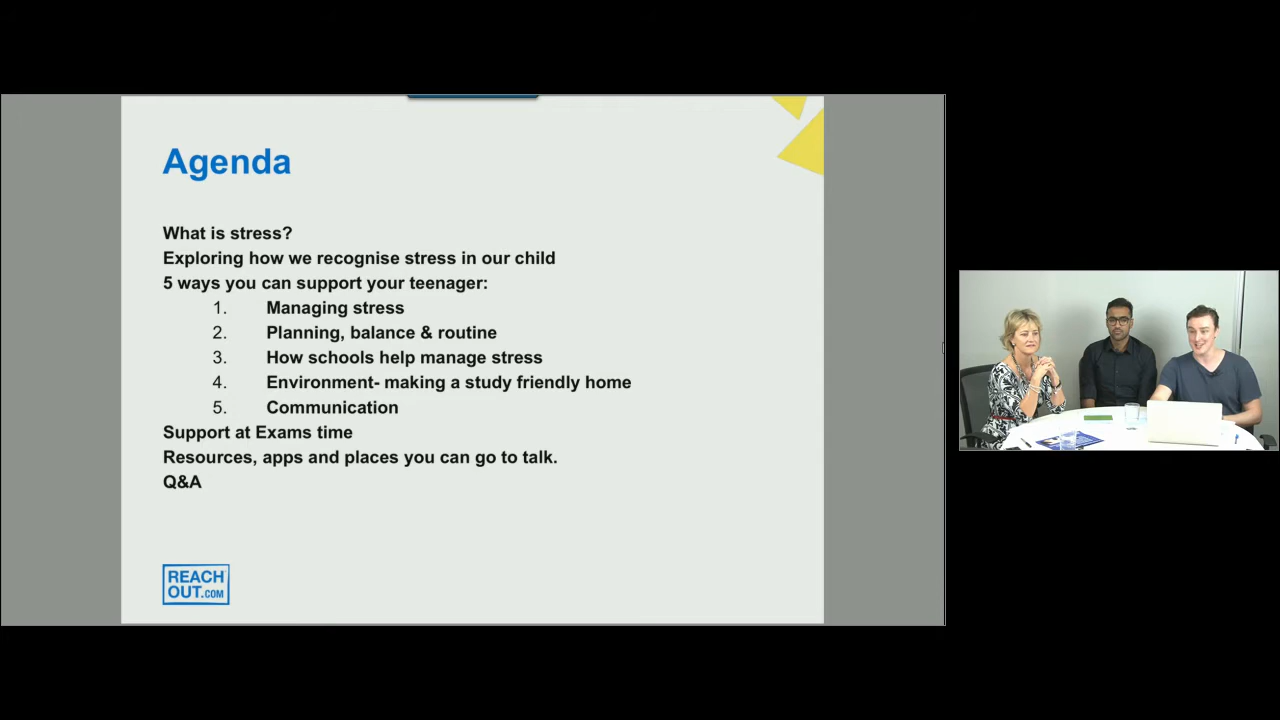 Agenda
What is stress?
Exploring how we recognise stress in our child
5 ways you can support your teenager:
1. Managing stress
2. Planning, balance & routine
3. How schools help manage stress
4. Environment- making a study friendly home
5. Communication
Support at Exams time
Resources, apps and places you can go to talk.
Q&A
REACH
OUT.COM